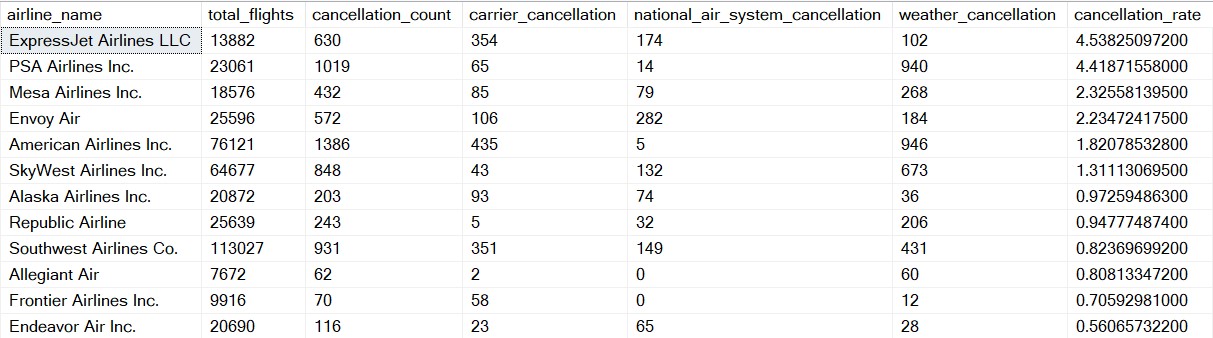 airline_name total_flights cancellation_count carrier_cancellation national_air_system_cancellation weather_cancellation cancellation_rate
ExpressJet Airlines LLC 13882 630 354 174 102 4.53825097200
PSA Airlines Inc. 23061 1019 65 14 940 4.41871558000
Mesa Airlines Inc. 18576 432 85 79 268 2.32558139500
Envoy Air 25596 572 106 282 184 2.23472417500
American Airlines Inc. 76121 1386 435 5 946 1.82078532800
SkyWest Airlines Inc. 64677 848 43 132 673 1.31113069500
Alaska Airlines Inc. 20872 203 93 74 36 0.97259486300
Republic Airline 25639 243 5 32 206 0.94777487400
Southwest Airlines Co. 113027 931 351 149 431 0.82369699200
Allegiant Air 7672 62 2 0 60 0.80813347200
Frontier Airlines Inc. 9916 70 58 0 12 0.70592981000
Endeavor Air Inc. 20690 116 23 65 28 0.56065732200